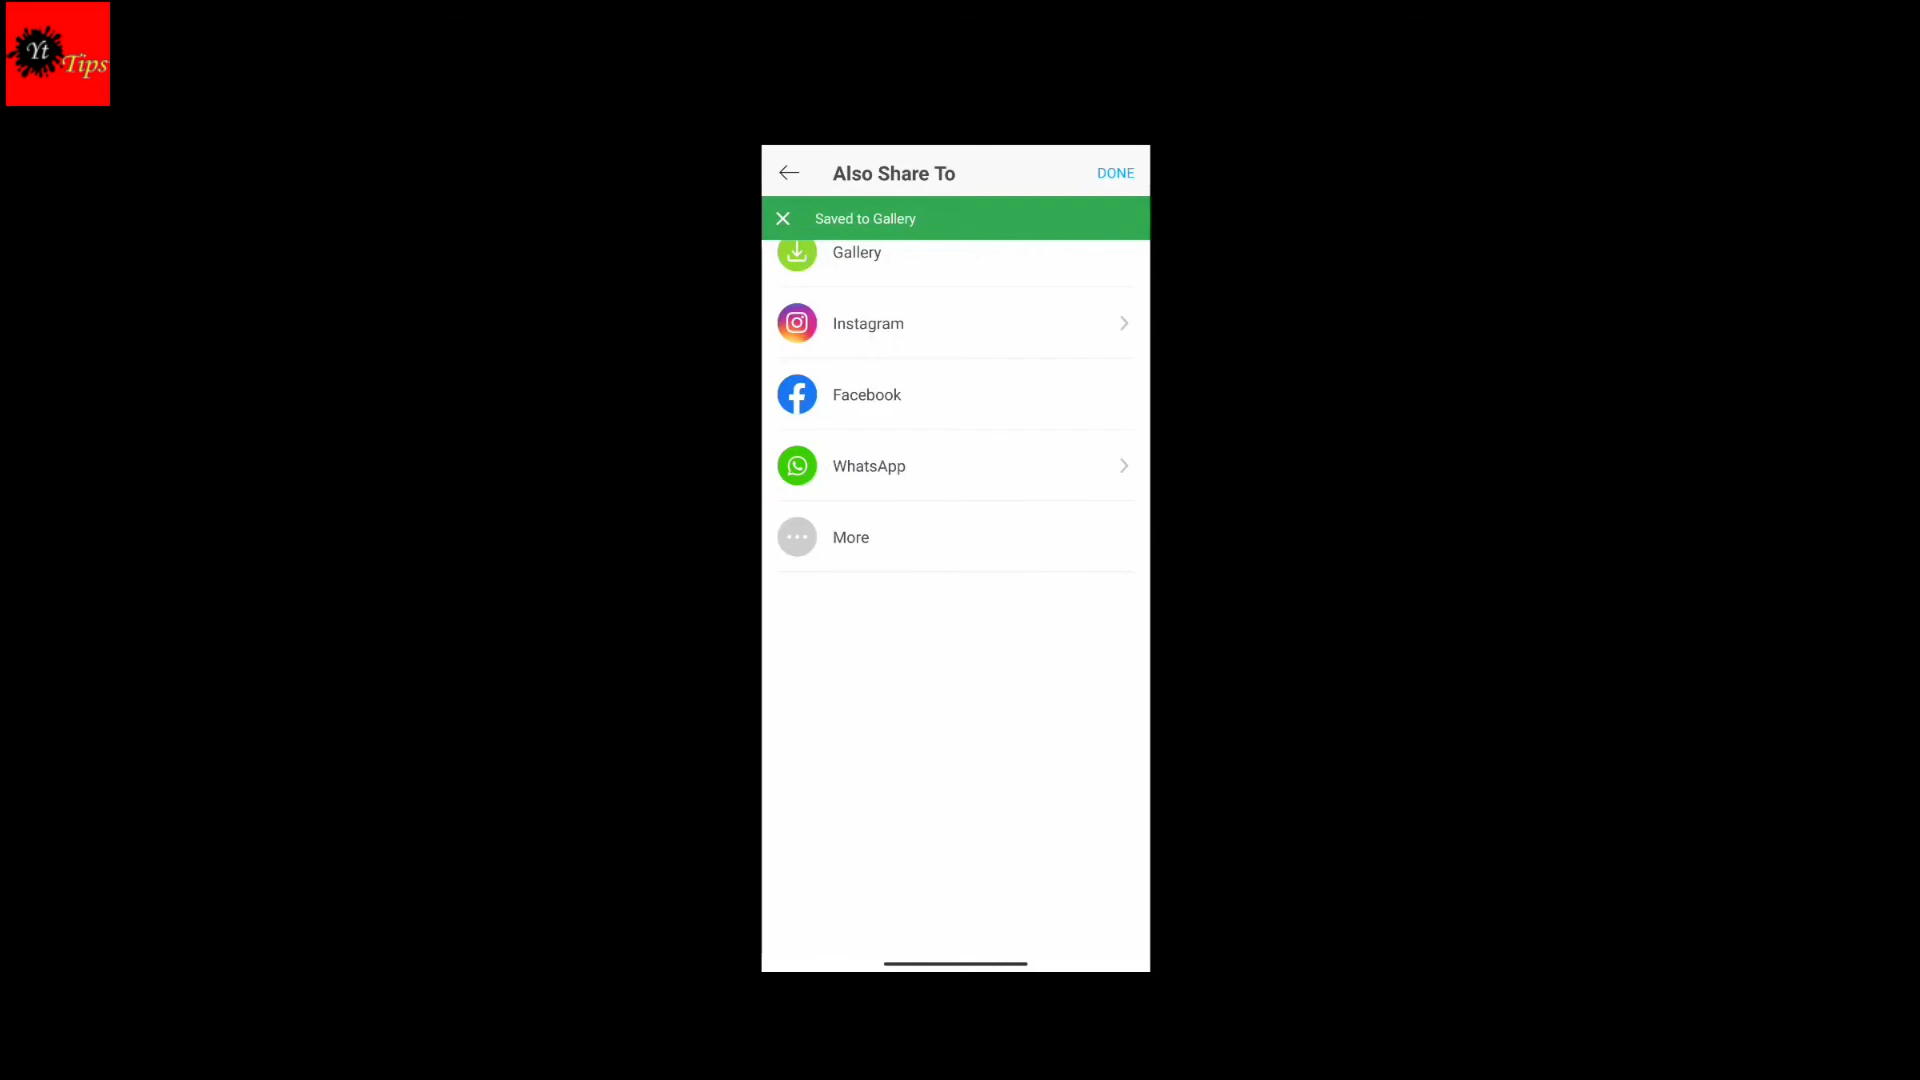 Yt
Tips
Also Share To
DONE
Saved to Gallery
Gallery
Instagram
Facebook
WhatsApp
More